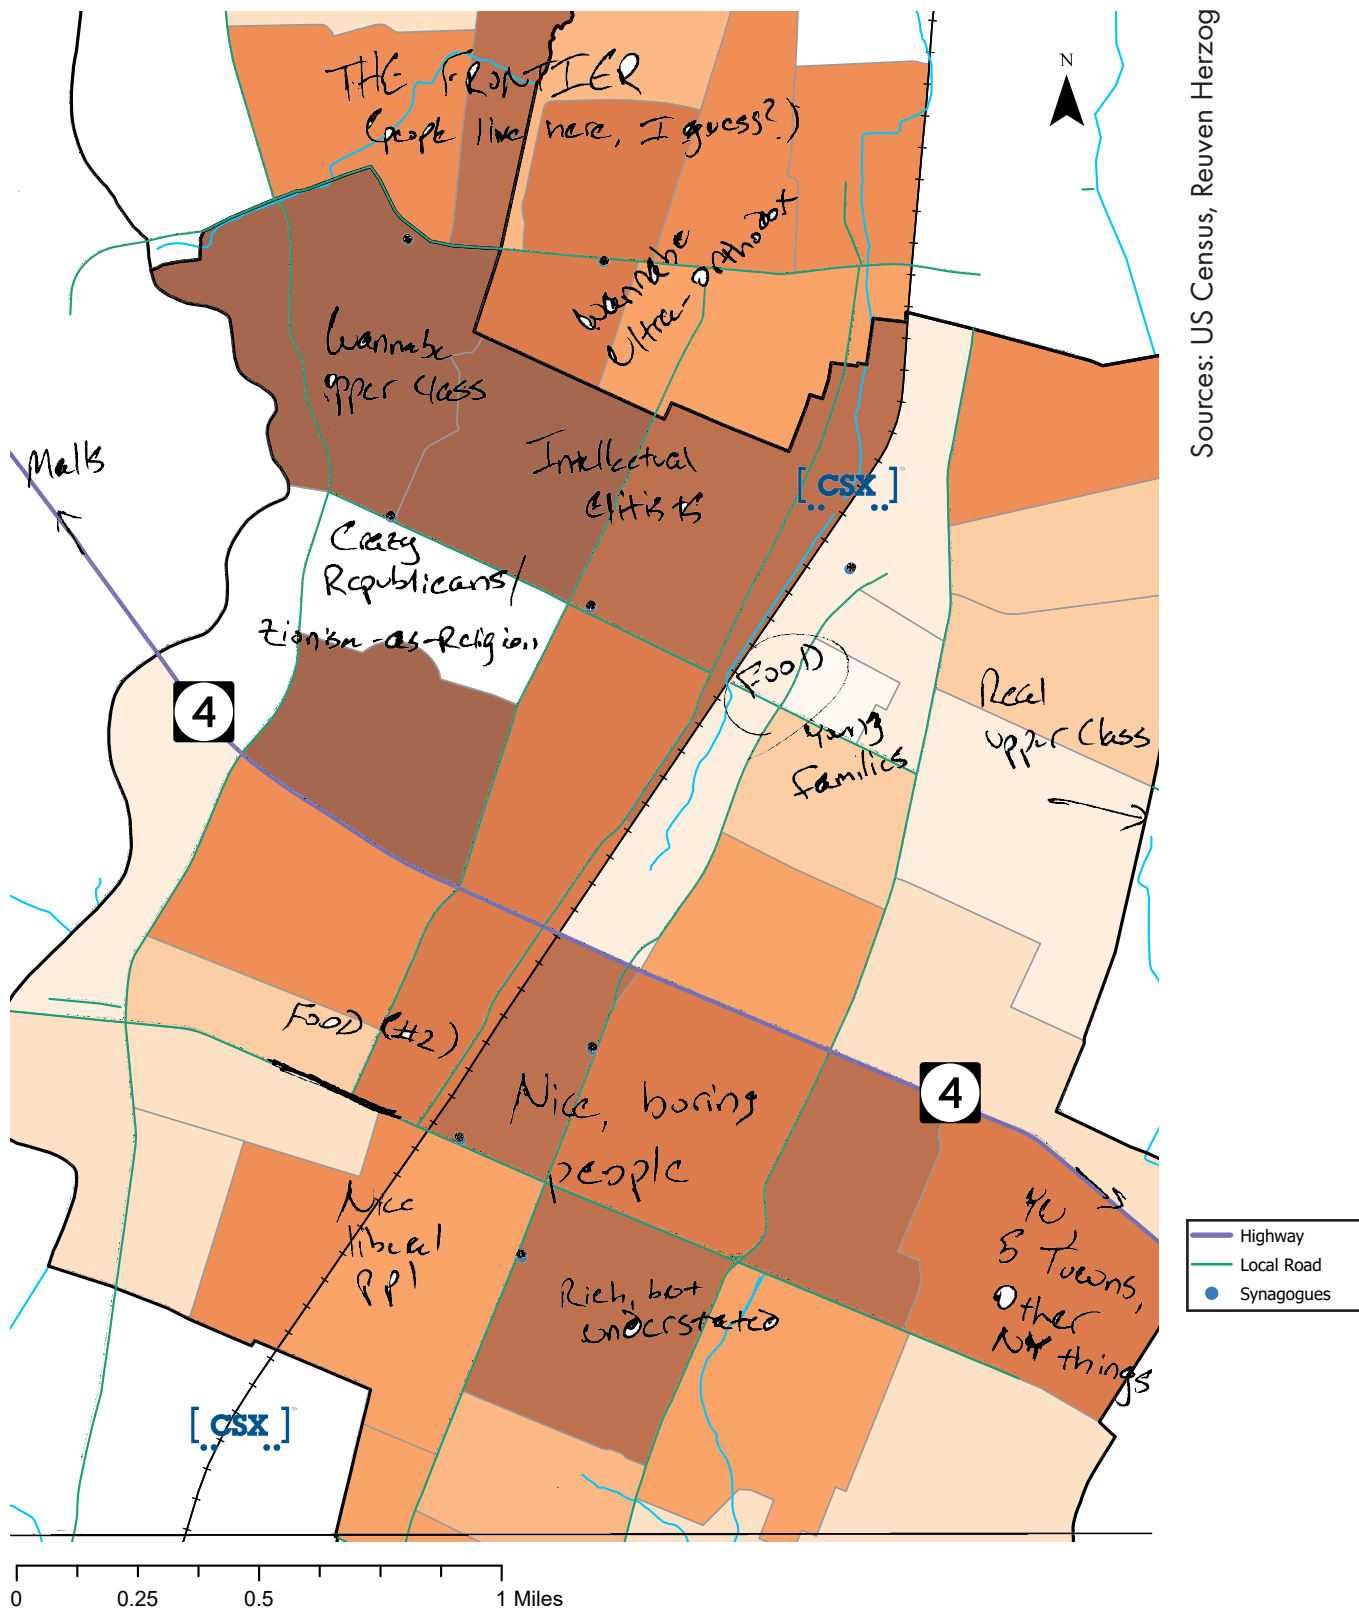 THE FRONTIER
(people live here, I guess?)
N
Sources: US Census, Reuven Herzog
Wannabe
Ultra-Orthodox
Wannabe
upper class
Intellectual
elitists
Malls
CSX
Crazy
Republicans/
Zionism-as-Religion
FOOD
Young
families
Real
upper class
4
FOOD (#2)
4
Nice, boring
people
Nice
liberal
ppl
Rich, but
understated
5 Towns,
Other
NY things
CSX
Highway
Local Road
Synagogues
0 0.25 0.5 1 Miles